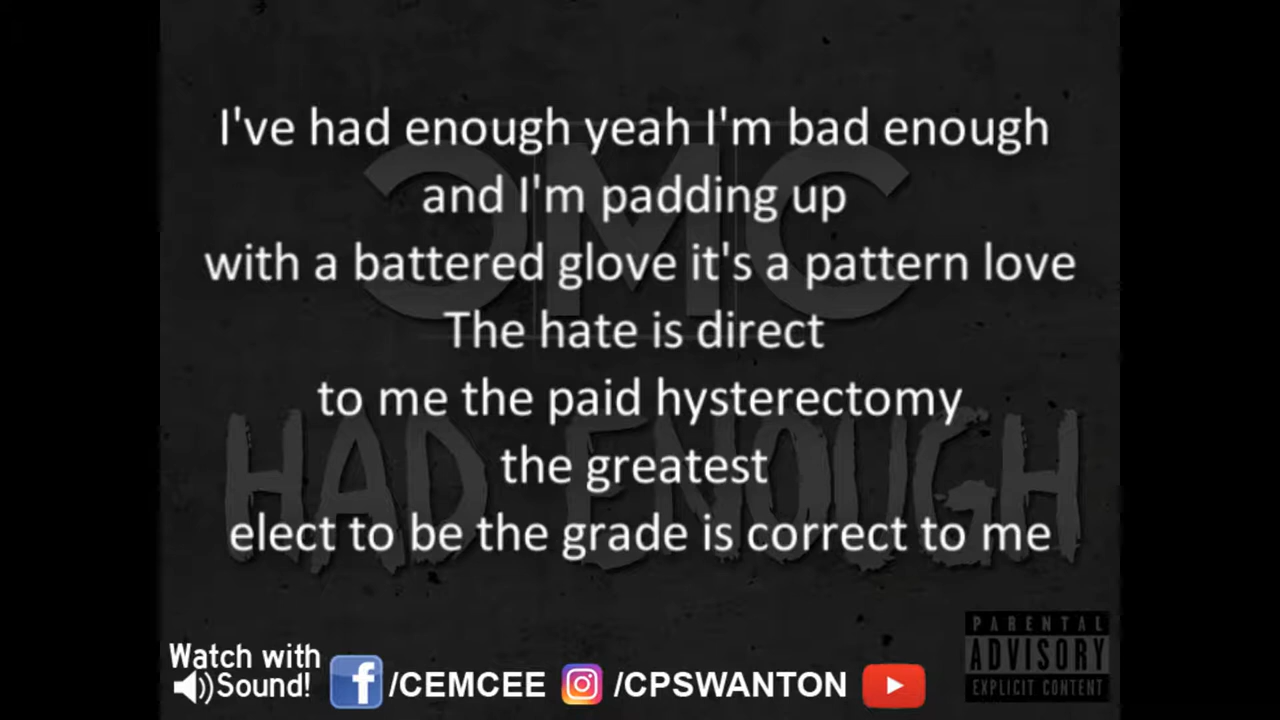 I've had enough yeah I'm bad enough
and I'm padding up
with a battered glove it's a pattern love
The hate is direct
to me the paid hysterectomy
the greatest
elect to be the grade is correct to me
CMC
HAD ENOUGH
Watch with
Sound!
/CEMCEE
/CPSWANTON
PARENTAL
ADVISORY
EXPLICIT CONTENT